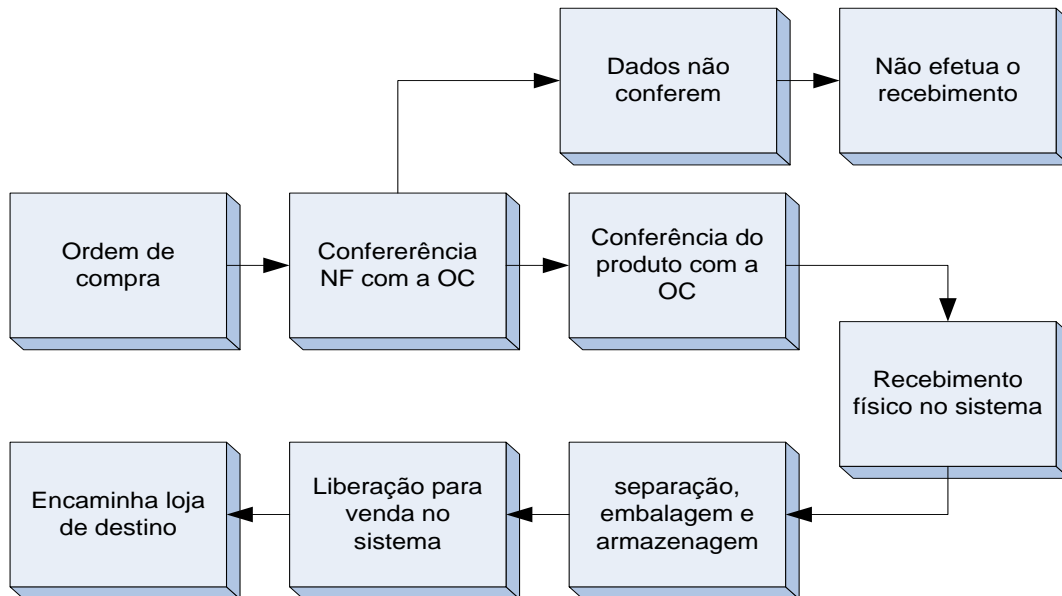 Dados não
conferem
Não efetua o
recebimento
Ordem de
compra
Confererência
NF com a OC
Conferência do
produto com a
OC
Recebimento
físico no sistema
Encaminha loja
de destino
Liberação para
venda no
sistema
separação,
embalagem e
armazenagem